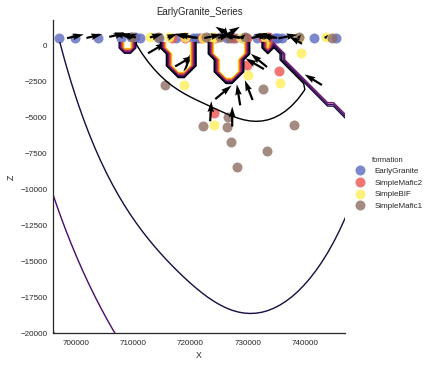 EarlyGranite_Series
0
−2500
−5000
−7500
−10000
−12500
−15000
−17500
−20000
Z
700000 710000 720000 730000 740000
X
formation
EarlyGranite
SimpleMafic2
SimpleBIF
SimpleMafic1